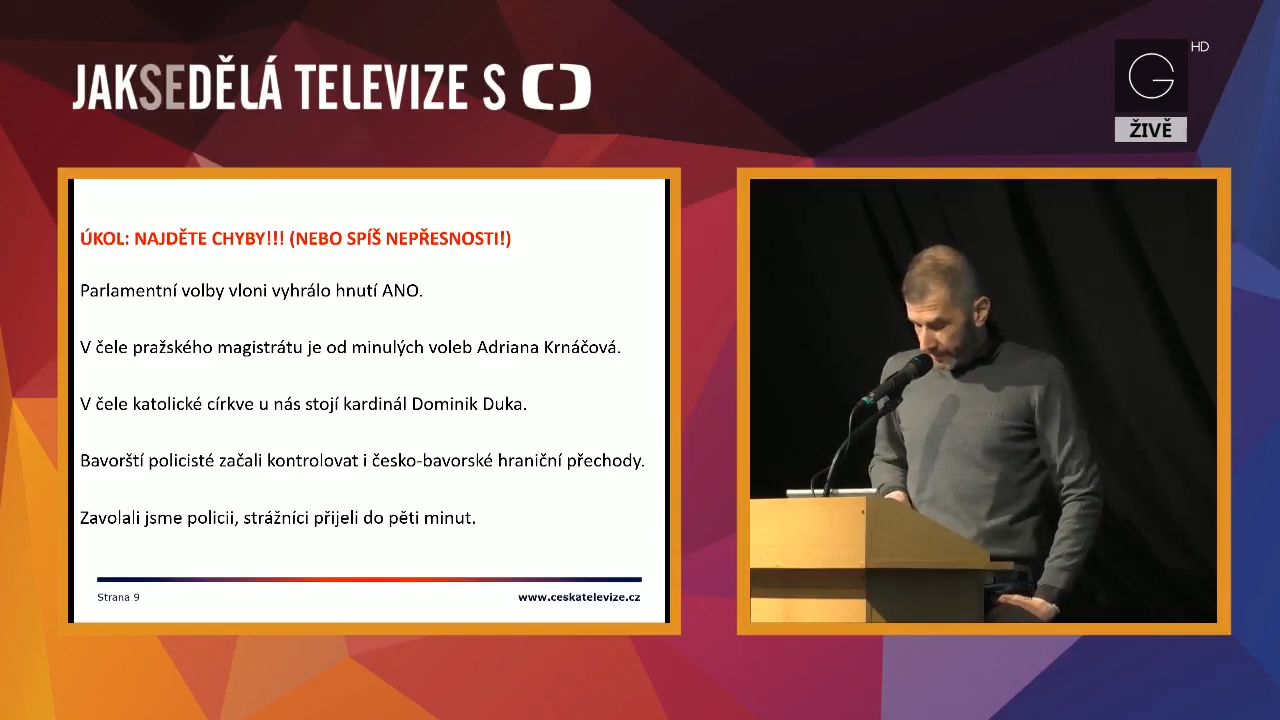 JAKSEDĚLÁ TELEVIZE S
HD
G
ŽIVĚ
ÚKOL: NAJDĚTE CHYBY!!! (NEBO SPÍŠ NEPŘESNOSTI!)
Parlamentní volby vloni vyhrálo hnutí ANO.
V čele pražského magistrátu je od minulých voleb Adriana Krnáčová.
V čele katolické církve u nás stojí kardinál Dominik Duka.
Bavorští policisté začali kontrolovat i česko-bavorské hraniční přechody.
Zavolali jsme policii, strážníci přijeli do pěti minut.
Strana 9
www.ceskatelevize.cz